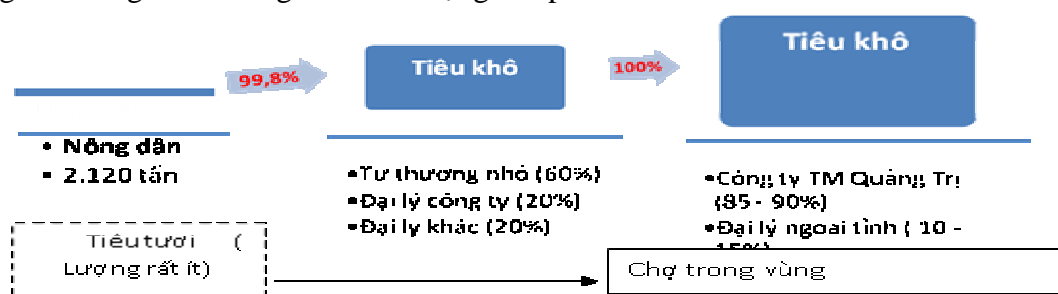 Tiêu khô
99,8%
Tiêu khô
100%
• Nông dân
• 2.120 tấn
•Tư thương nhỏ (60%)
•Đại lý công ty (20%)
•Đại lý khác (20%)
•Công ty TM Quảng Trị
(85 - 90%)
•Đại lý ngoài tỉnh ( 10 -
15%)
Tiêu tươi (
Lượng rất ít)
Chợ trong vùng